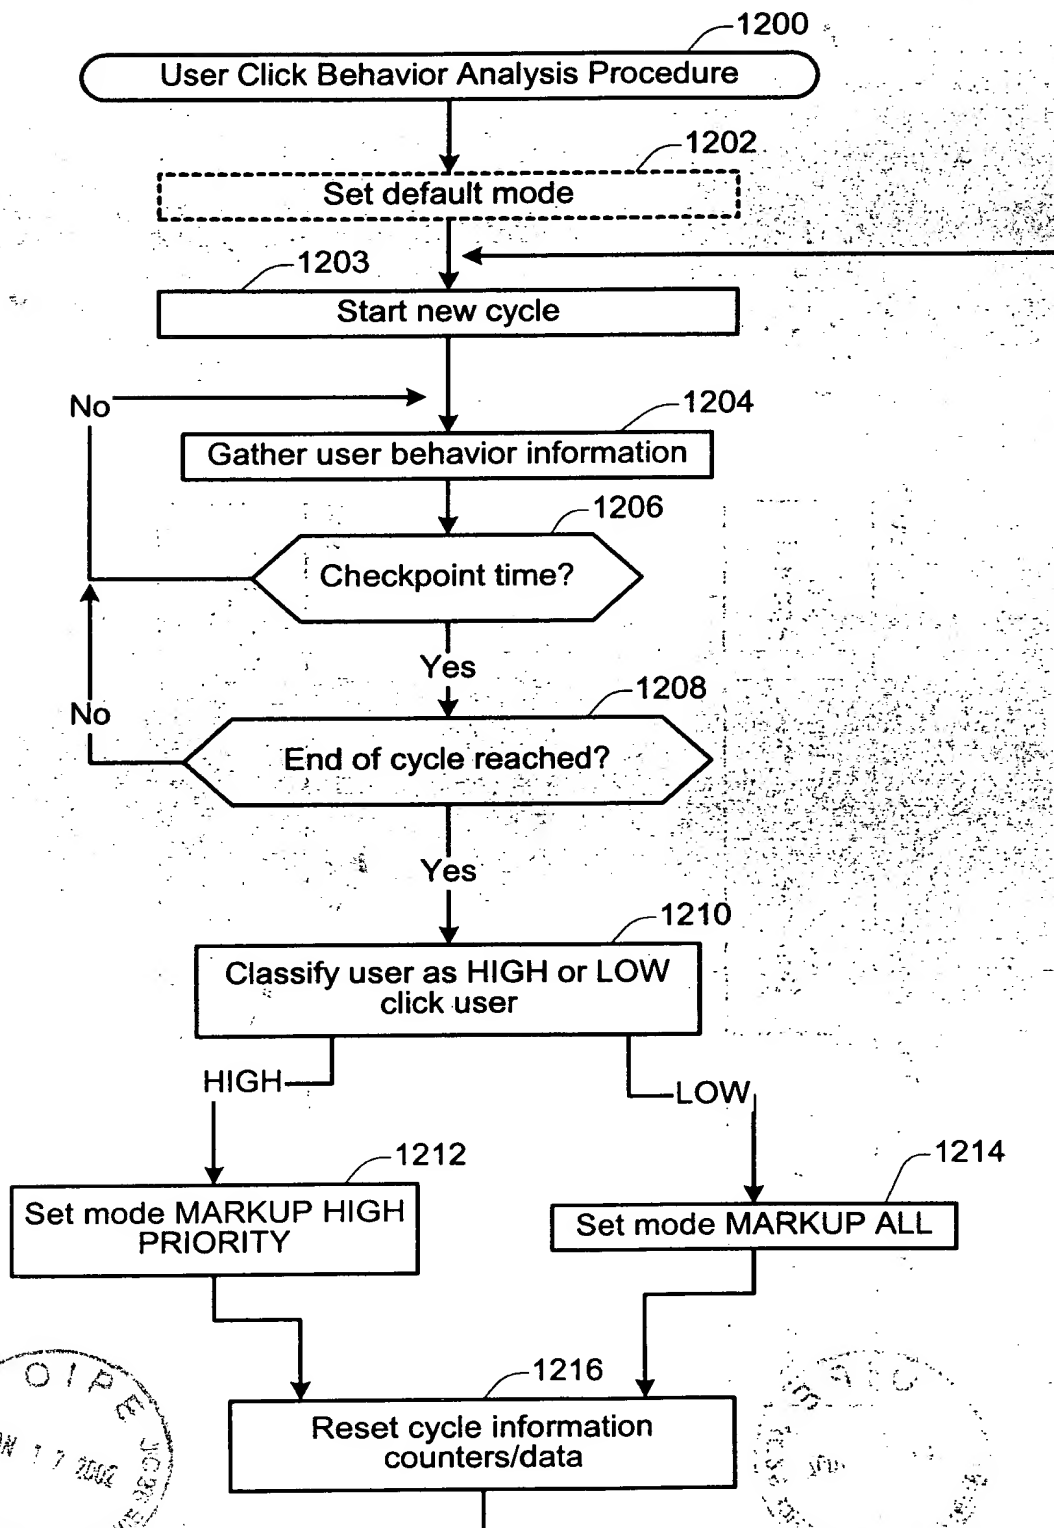 1200
User Click Behavior Analysis Procedure
1202
Set default mode
1203
Start new cycle
No
1204
Gather user behavior information
1206
Checkpoint time?
Yes
No
1208
End of cycle reached?
Yes
1210
Classify user as HIGH or LOW
click user
HIGH
LOW
1212
1214
Set mode MARKUP HIGH
PRIORITY
Set mode MARKUP ALL
1216
Reset cycle information
counters/data
OIPE
17 2002